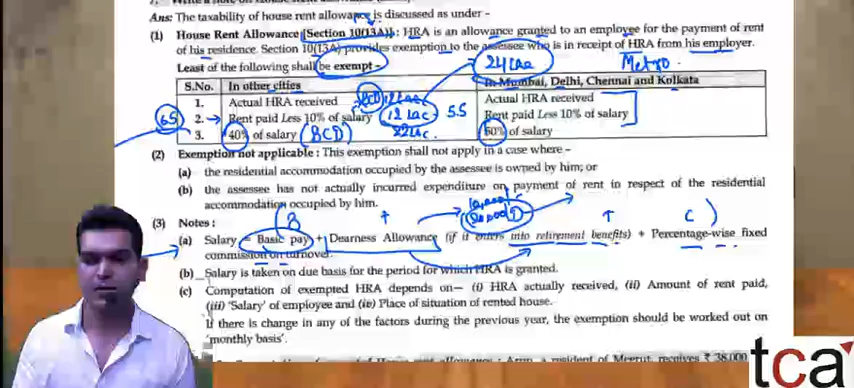 Ans: The taxability of house rent allowance is discussed as under -
(1) House Rent Allowance [Section 10(13A)] : HRA is an allowance granted to an employee for the payment of rent
of his residence. Section 10(13A) provides exemption to the assessee who is in receipt of HRA from his employer.
24 Lac Metro
Least of the following shall be exempt -
S.No. In other cities In Mumbai, Delhi, Chennai and Kolkata
1. Actual HRA received Actual HRA received
65 2. Rent paid Less 10% of salary 12 Lac 5.5 Rent paid Less 10% of salary
3. 40% of salary (BCD) 22 Lac. 50% of salary
(2) Exemption not applicable : This exemption shall not apply in a case where -
(a) the residential accommodation occupied by the assessee is owned by him; or
(b) the assessee has not actually incurred expenditure on payment of rent in respect of the residential
accommodation occupied by him.
(3) Notes:
(a) Salary = Basic pay + Dearness Allowance (if it enters into retirement benefits) + Percentage-wise fixed
commission on turnover.
(b) Salary is taken on due basis for the period for which HRA is granted.
(c) Computation of exempted HRA depends on— (i) HRA actually received, (ii) Amount of rent paid,
(iii) 'Salary' of employee and (ie) Place of situation of rented house.
If there is change in any of the factors during the previous year, the exemption should be worked out on
'monthly basis'.
a resident of Meerut, receives ₹ 38,000
tca